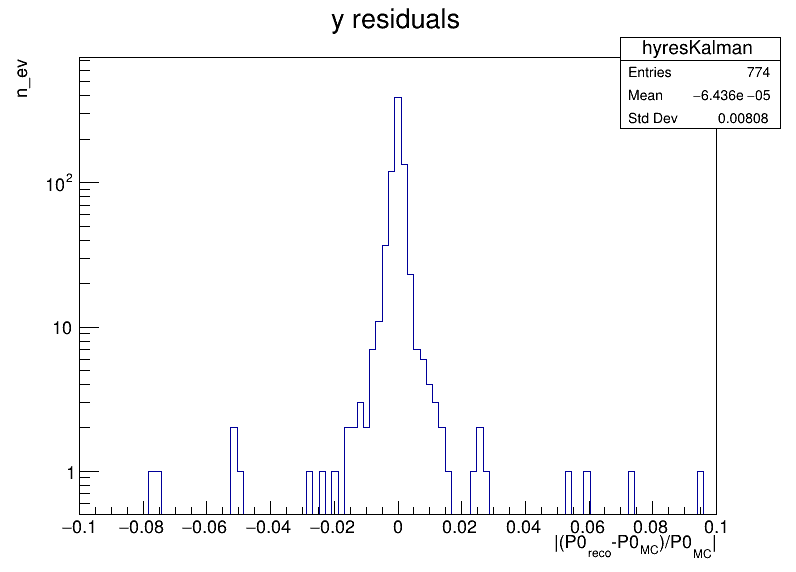 y residuals
hyresKalman
Entries 774
Mean −6.436e−05
Std Dev 0.00808
n_ev
10²
10
1
−0.1 −0.08 −0.06 −0.04 −0.02 0 0.02 0.04 0.06 0.08 0.1
|(P0reco-P0MC)/P0MC|